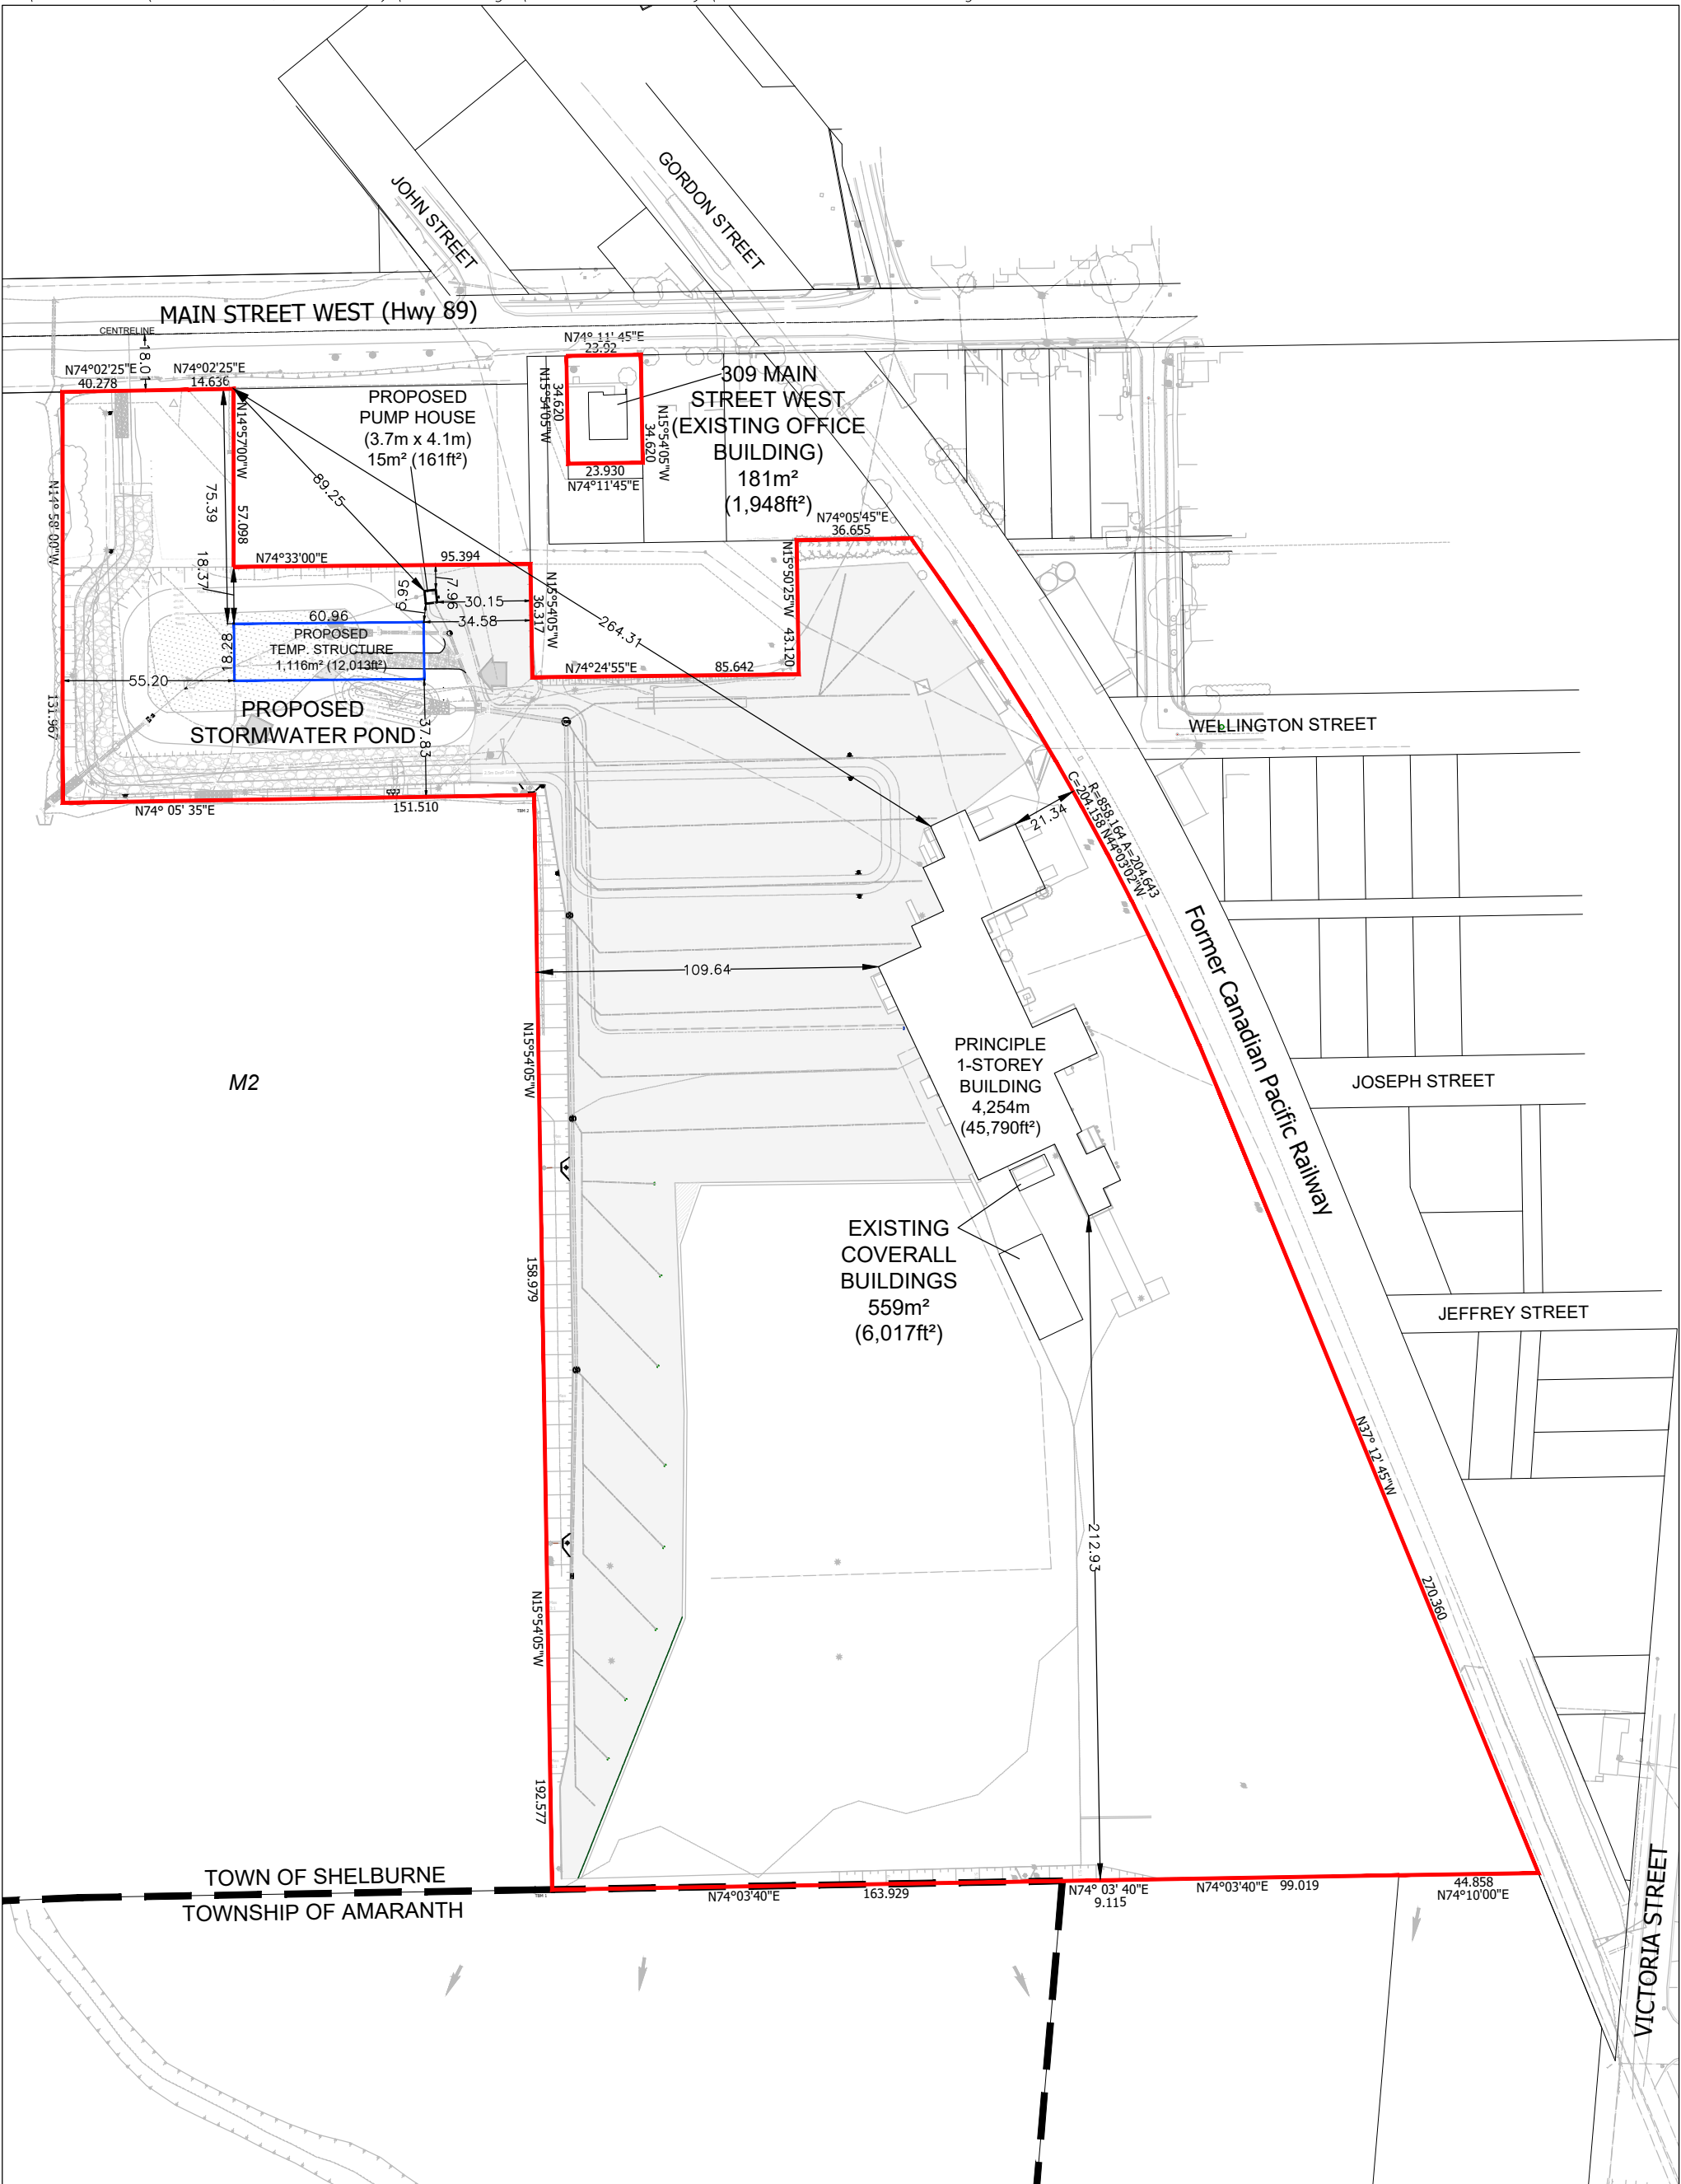 JOHN STREET
GORDON STREET
MAIN STREET WEST (Hwy 89)
CENTRELINE
18.01
N74°02'25"E
40.278
N74°02'25"E
14.636
N74° 11' 45"E
23.92
N15°54'05"W
34.620
N15°54'05"W
34.620
23.930
N74°11'45"E
309 MAIN
STREET WEST
(EXISTING OFFICE
BUILDING)
181m²
(1,948ft²)
PROPOSED
PUMP HOUSE
(3.7m x 4.1m)
15m² (161ft²)
N14°57'00"W
57.098
75.39
89.25
N14° 58' 00"W
131.967
18.37
N74°33'00"E
95.394
5.95
7.96
30.15
34.58
N15°54'05"W
36.317
264.31
N74°05'45"E
36.655
N15°50'25"W
43.120
N74°24'55"E
85.642
60.96
18.28
PROPOSED
TEMP. STRUCTURE
1,116m² (12,013ft²)
55.20
PROPOSED
STORMWATER POND
37.83
N74° 05' 35"E
151.510
TBM 2
WELLINGTON STREET
R=858.164 A=204.643
C=204.158 N44°03'02"W
21.34
Former Canadian Pacific Railway
109.64
N15°54'05"W
158.979
M2
PRINCIPLE
1-STOREY
BUILDING
4,254m
(45,790ft²)
JOSEPH STREET
EXISTING
COVERALL
BUILDINGS
559m²
(6,017ft²)
JEFFREY STREET
N37° 12' 45"W
270.360
212.93
N15°54'05"W
192.577
TOWN OF SHELBURNE
TOWNSHIP OF AMARANTH
TBM 1
N74°03'40"E
163.929
N74° 03' 40"E
9.115
N74°03'40"E 99.019
44.858
N74°10'00"E
VICTORIA STREET